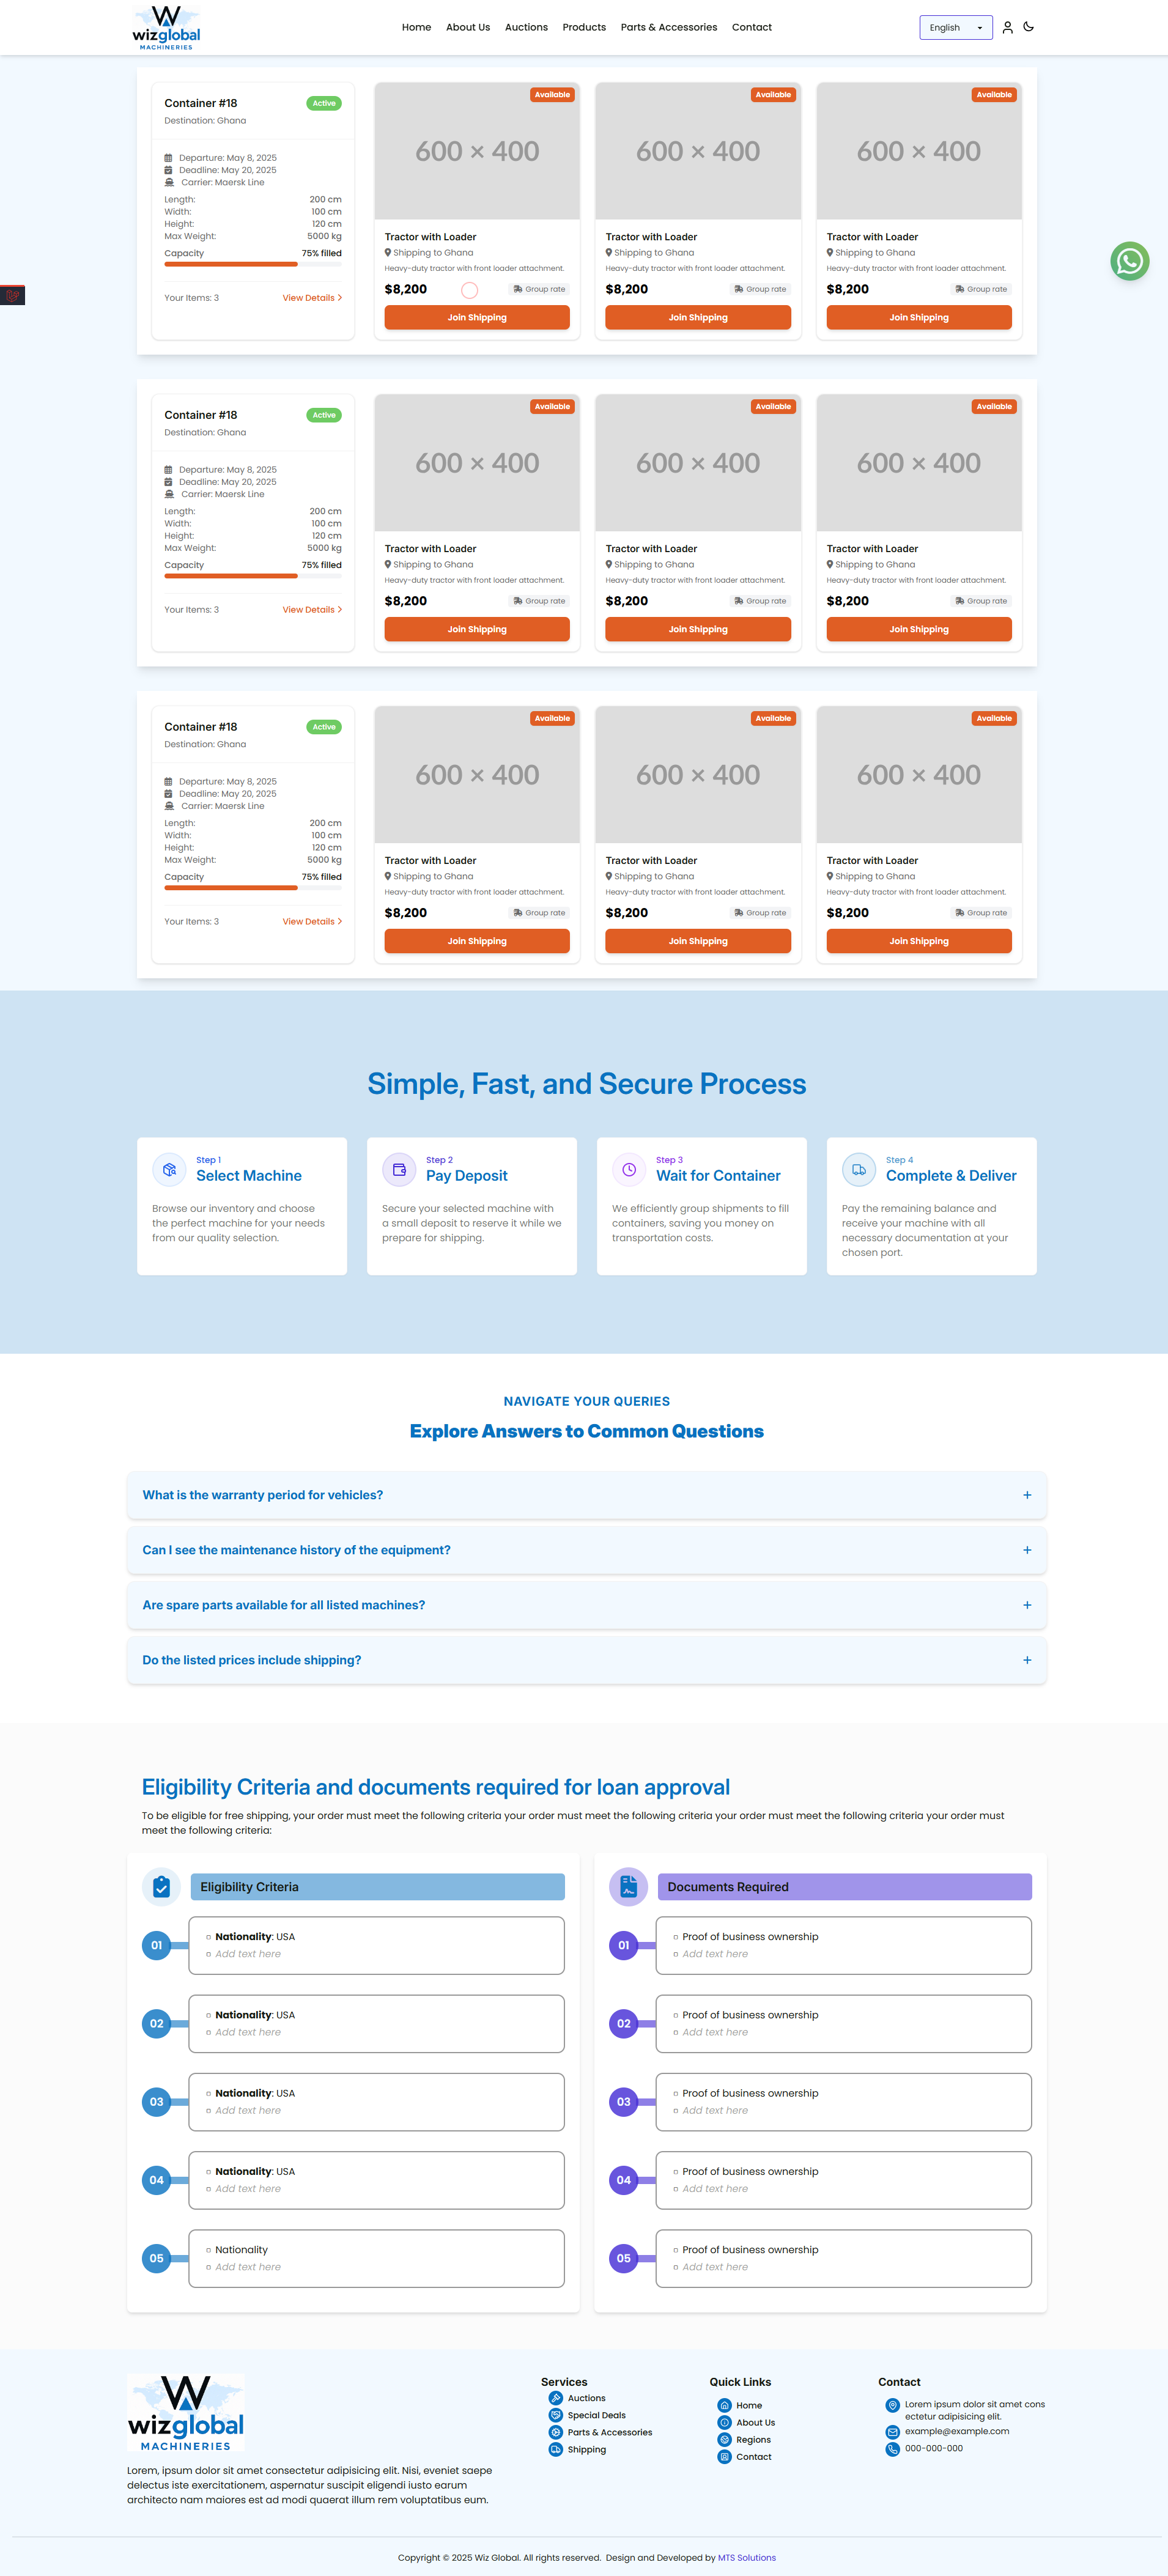 wizglobal
MACHINERIES
Home About Us Auctions Products Parts & Accessories Contact
English
Container #18
Active
Destination: Ghana
Departure: May 8, 2025
Deadline: May 20, 2025
Carrier: Maersk Line
Length: 200 cm
Width: 100 cm
Height: 120 cm
Max Weight: 5000 kg
Capacity 75% filled
Your Items: 3 View Details
Available
600 × 400
Tractor with Loader
Shipping to Ghana
Heavy-duty tractor with front loader attachment.
$8,200 Group rate
Join Shipping
Available
600 × 400
Tractor with Loader
Shipping to Ghana
Heavy-duty tractor with front loader attachment.
$8,200 Group rate
Join Shipping
Available
600 × 400
Tractor with Loader
Shipping to Ghana
Heavy-duty tractor with front loader attachment.
$8,200 Group rate
Join Shipping
Container #18
Active
Destination: Ghana
Departure: May 8, 2025
Deadline: May 20, 2025
Carrier: Maersk Line
Length: 200 cm
Width: 100 cm
Height: 120 cm
Max Weight: 5000 kg
Capacity 75% filled
Your Items: 3 View Details
Available
600 × 400
Tractor with Loader
Shipping to Ghana
Heavy-duty tractor with front loader attachment.
$8,200 Group rate
Join Shipping
Available
600 × 400
Tractor with Loader
Shipping to Ghana
Heavy-duty tractor with front loader attachment.
$8,200 Group rate
Join Shipping
Available
600 × 400
Tractor with Loader
Shipping to Ghana
Heavy-duty tractor with front loader attachment.
$8,200 Group rate
Join Shipping
Container #18
Active
Destination: Ghana
Departure: May 8, 2025
Deadline: May 20, 2025
Carrier: Maersk Line
Length: 200 cm
Width: 100 cm
Height: 120 cm
Max Weight: 5000 kg
Capacity 75% filled
Your Items: 3 View Details
Available
600 × 400
Tractor with Loader
Shipping to Ghana
Heavy-duty tractor with front loader attachment.
$8,200 Group rate
Join Shipping
Available
600 × 400
Tractor with Loader
Shipping to Ghana
Heavy-duty tractor with front loader attachment.
$8,200 Group rate
Join Shipping
Available
600 × 400
Tractor with Loader
Shipping to Ghana
Heavy-duty tractor with front loader attachment.
$8,200 Group rate
Join Shipping
Simple, Fast, and Secure Process
Step 1
Select Machine
Browse our inventory and choose
the perfect machine for your needs
from our quality selection.
Step 2
Pay Deposit
Secure your selected machine with
a small deposit to reserve it while we
prepare for shipping.
Step 3
Wait for Container
We efficiently group shipments to fill
containers, saving you money on
transportation costs.
Step 4
Complete & Deliver
Pay the remaining balance and
receive your machine with all
necessary documentation at your
chosen port.
NAVIGATE YOUR QUERIES
Explore Answers to Common Questions
What is the warranty period for vehicles? +
Can I see the maintenance history of the equipment? +
Are spare parts available for all listed machines? +
Do the listed prices include shipping? +
Eligibility Criteria and documents required for loan approval
To be eligible for free shipping, your order must meet the following criteria your order must meet the following criteria your order must meet the following criteria your order must
meet the following criteria:
Eligibility Criteria
01
Nationality: USA
Add text here
02
Nationality: USA
Add text here
03
Nationality: USA
Add text here
04
Nationality: USA
Add text here
05
Nationality
Add text here
Documents Required
01
Proof of business ownership
Add text here
02
Proof of business ownership
Add text here
03
Proof of business ownership
Add text here
04
Proof of business ownership
Add text here
05
Proof of business ownership
Add text here
wizglobal
MACHINERIES
Lorem, ipsum dolor sit amet consectetur adipisicing elit. Nisi, eveniet saepe
delectus iste exercitationem, aspernatur suscipit eligendi iusto earum
architecto nam maiores est ad modi quaerat illum rem voluptatibus eum.
Services
Auctions
Special Deals
Parts & Accessories
Shipping
Quick Links
Home
About Us
Regions
Contact
Contact
Lorem ipsum dolor sit amet cons
ectetur adipisicing elit.
example@example.com
000-000-000
Copyright © 2025 Wiz Global. All rights reserved. Design and Developed by MTS Solutions